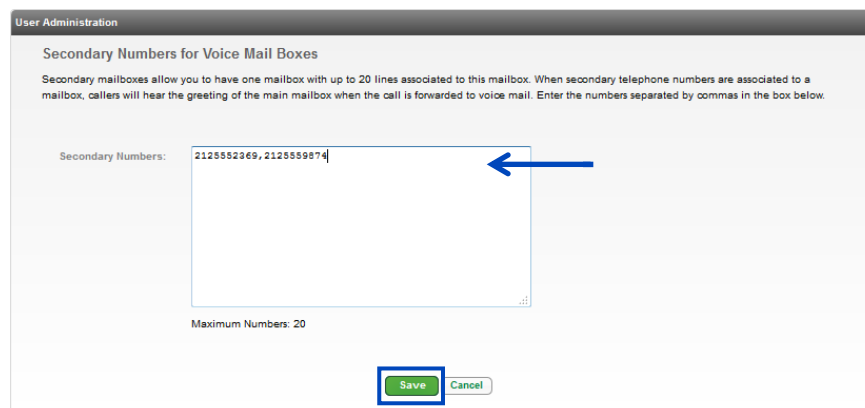 User Administration
Secondary Numbers for Voice Mail Boxes
Secondary mailboxes allow you to have one mailbox with up to 20 lines associated to this mailbox. When secondary telephone numbers are associated to a
mailbox, callers will hear the greeting of the main mailbox when the call is forwarded to voice mail. Enter the numbers separated by commas in the box below.
Secondary Numbers: 2125552369,2125559874
Maximum Numbers: 20
Save Cancel